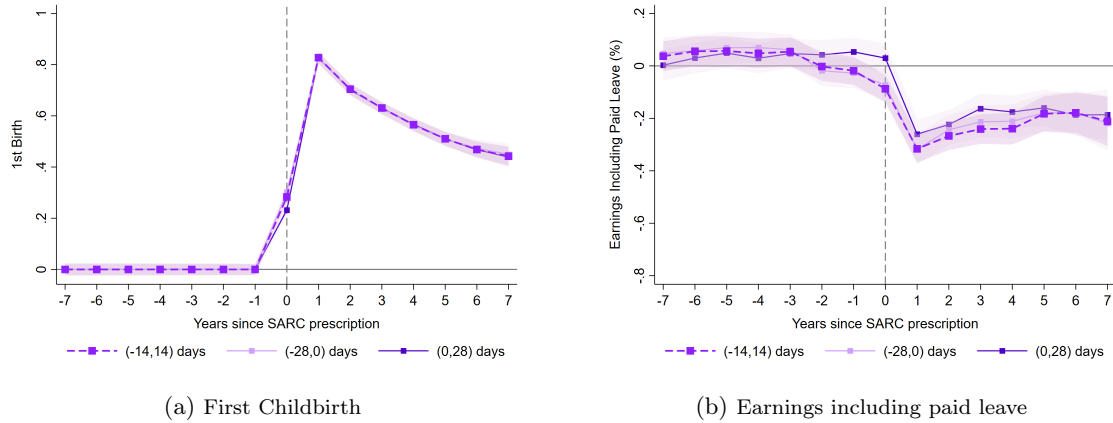 1
.8
.6
.4
.2
0
1st Birth
-7 -6 -5 -4 -3 -2 -1 0 1 2 3 4 5 6 7
Years since SARC prescription
(-14,14) days (-28,0) days (0,28) days
(a) First Childbirth
.2
0
-.2
-.4
-.6
-.8
Earnings Including Paid Leave (%)
-7 -6 -5 -4 -3 -2 -1 0 1 2 3 4 5 6 7
Years since SARC prescription
(-14,14) days (-28,0) days (0,28) days
(b) Earnings including paid leave